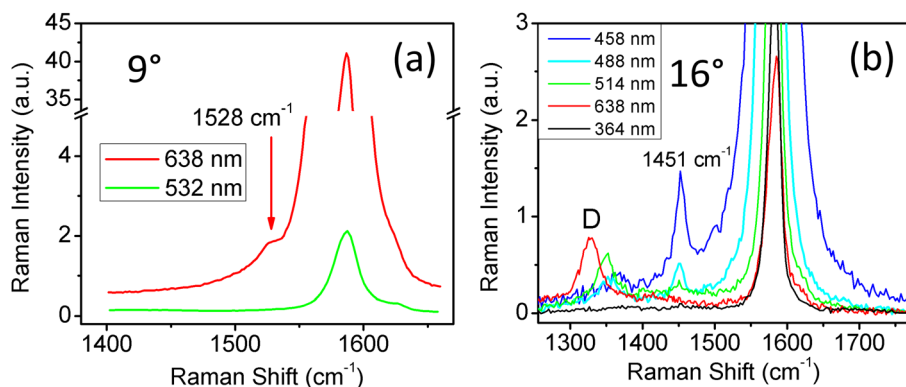 9°
(a)
1528 cm⁻¹
638 nm
532 nm
Raman Intensity (a.u.)
45
40
35
4
2
0
1400
1500
1600
Raman Shift (cm⁻¹)
458 nm
488 nm
514 nm
638 nm
364 nm
16°
(b)
1451 cm⁻¹
D
Raman Intensity (a.u.)
3
2
1
0
1300
1400
1500
1600
1700
Raman Shift (cm⁻¹)